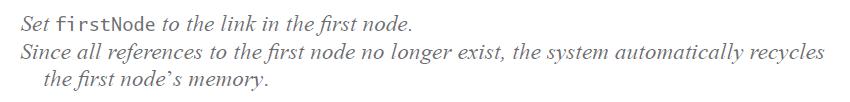 Set firstNode to the link in the first node.
Since all references to the first node no longer exist, the system automatically recycles
the first node's memory.